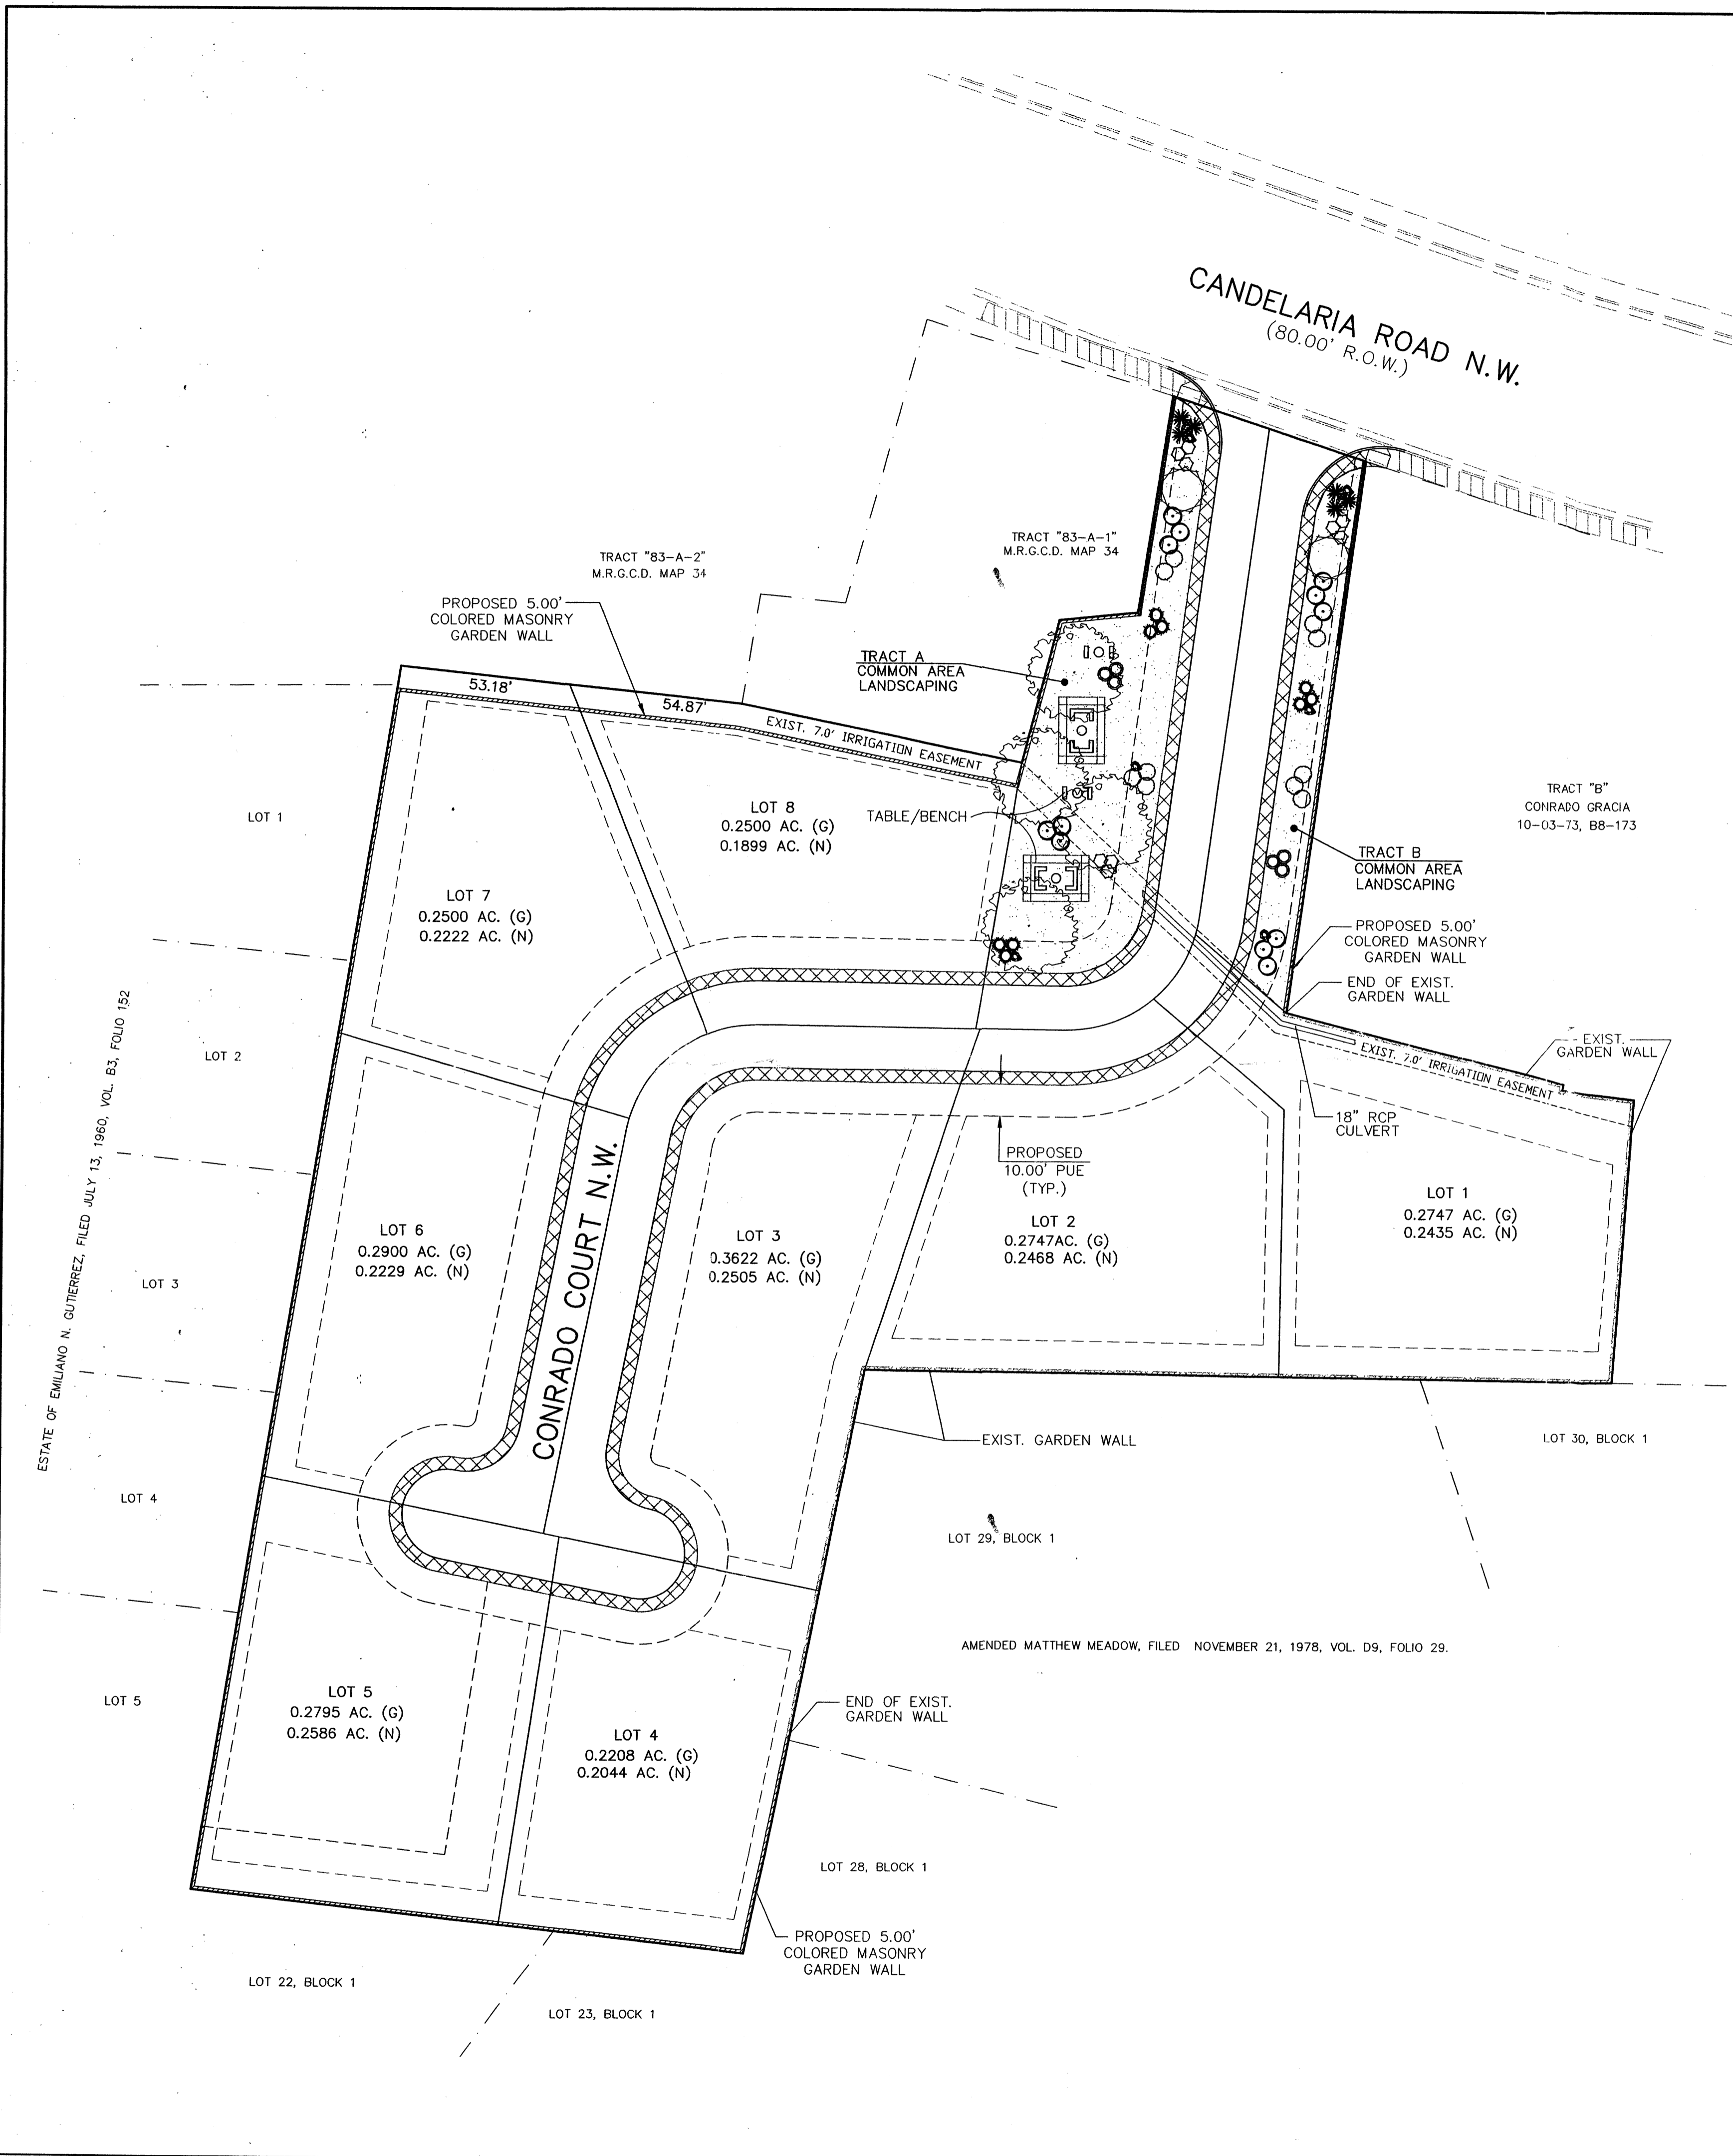 CANDELARIA ROAD N.W.
(80.00' R.O.W.)
TRACT "83-A-1"
M.R.G.C.D. MAP 34
TRACT "83-A-2"
M.R.G.C.D. MAP 34
PROPOSED 5.00'
COLORED MASONRY
GARDEN WALL
TRACT A
COMMON AREA
LANDSCAPING
53.18'
54.87'
EXIST. 7.0' IRRIGATION EASEMENT
LOT 1
LOT 8
0.2500 AC. (G)
0.1899 AC. (N)
TABLE/BENCH
TRACT "B"
CONRADO GRACIA
10-03-73, B8-173
TRACT B
COMMON AREA
LANDSCAPING
LOT 7
0.2500 AC. (G)
0.2222 AC. (N)
PROPOSED 5.00'
COLORED MASONRY
GARDEN WALL
END OF EXIST.
GARDEN WALL
EXIST.
GARDEN WALL
EXIST. 7.0' IRRIGATION EASEMENT
LOT 2
18" RCP
CULVERT
PROPOSED
10.00' PUE
(TYP.)
ESTATE OF EMILIANO N. GUTIERREZ, FILED JULY 13, 1960, VOL. B3, FOLIO 152
LOT 1
0.2747 AC. (G)
0.2435 AC. (N)
LOT 2
0.2747AC. (G)
0.2468 AC. (N)
LOT 6
0.2900 AC. (G)
0.2229 AC. (N)
LOT 3
0.3622 AC. (G)
0.2505 AC. (N)
CONRADO COURT N.W.
LOT 3
EXIST. GARDEN WALL
LOT 30, BLOCK 1
LOT 4
LOT 29, BLOCK 1
AMENDED MATTHEW MEADOW, FILED NOVEMBER 21, 1978, VOL. D9, FOLIO 29.
LOT 5
LOT 5
0.2795 AC. (G)
0.2586 AC. (N)
END OF EXIST.
GARDEN WALL
LOT 4
0.2208 AC. (G)
0.2044 AC. (N)
LOT 28, BLOCK 1
PROPOSED 5.00'
COLORED MASONRY
GARDEN WALL
LOT 22, BLOCK 1
LOT 23, BLOCK 1